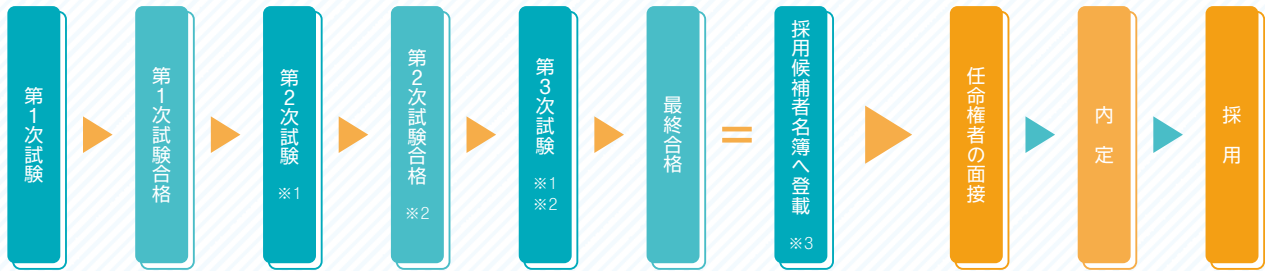 第1次試験
第1次試験合格
第2次試験 ※1
第2次試験合格 ※2
第3次試験 ※1
※2
最終合格
=
採用候補者名簿へ登載 ※3
任命権者の面接
内定
採用